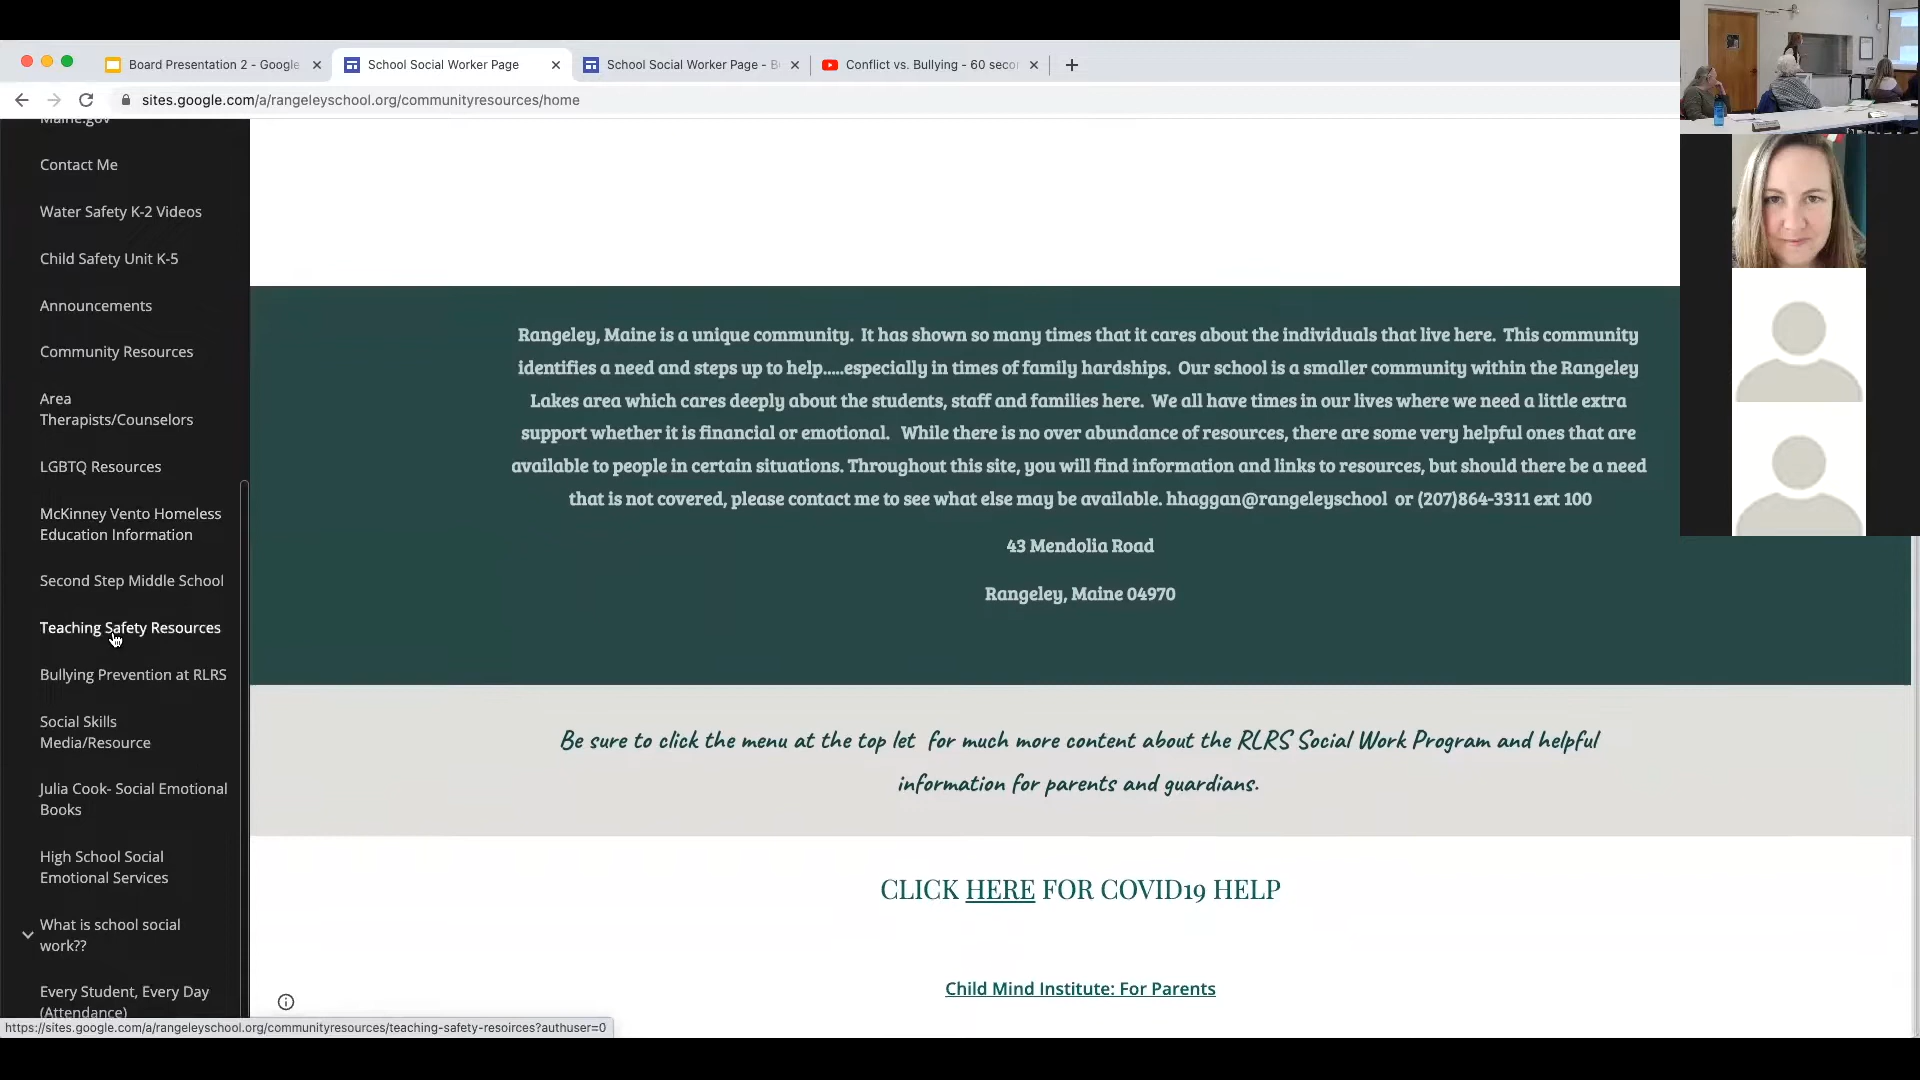 Board Presentation 2 - Google
School Social Worker Page
School Social Worker Page - B
Conflict vs. Bullying - 60 seco
sites.google.com/a/rangeleyschool.org/communityresources/home
Maine.gov
Contact Me
Water Safety K-2 Videos
Child Safety Unit K-5
Announcements
Community Resources
Area
Therapists/Counselors
LGBTQ Resources
McKinney Vento Homeless
Education Information
Second Step Middle School
Teaching Safety Resources
Bullying Prevention at RLRS
Social Skills
Media/Resource
Julia Cook- Social Emotional
Books
High School Social
Emotional Services
What is school social
work??
Every Student, Every Day
(Attendance)
https://sites.google.com/a/rangeleyschool.org/communityresources/teaching-safety-resoirces?authuser=0
Rangeley, Maine is a unique community. It has shown so many times that it cares about the individuals that live here. This community
identifies a need and steps up to help.....especially in times of family hardships. Our school is a smaller community within the Rangeley
Lakes area which cares deeply about the students, staff and families here. We all have times in our lives where we need a little extra
support whether it is financial or emotional. While there is no over abundance of resources, there are some very helpful ones that are
available to people in certain situations. Throughout this site, you will find information and links to resources, but should there be a need
that is not covered, please contact me to see what else may be available. hhaggan@rangeleyschool or (207)864-3311 ext 100
43 Mendolia Road
Rangeley, Maine 04970
Be sure to click the menu at the top let for much more content about the RLRS Social Work Program and helpful
information for parents and guardians.
CLICK HERE FOR COVID19 HELP
Child Mind Institute: For Parents